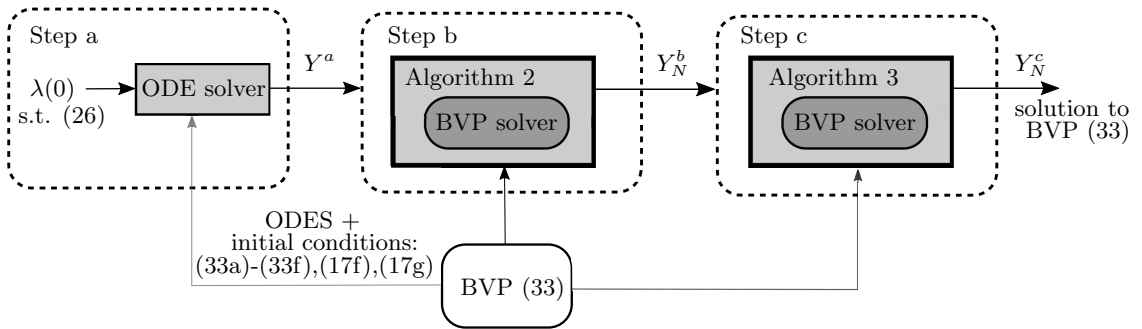 Step a
λ(0)
s.t. (26)
ODE solver
Y^a
Step b
Algorithm 2
BVP solver
Y_N^b
Step c
Algorithm 3
BVP solver
Y_N^c
solution to
BVP (33)
ODES +
initial conditions:
(33a)-(33f),(17f),(17g)
BVP (33)